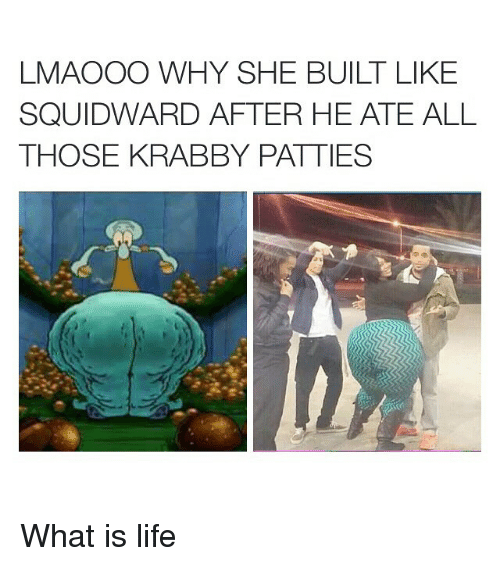 LMAOOO WHY SHE BUILT LIKE
SQUIDWARD AFTER HE ATE ALL
THOSE KRABBY PATTIES
What is life